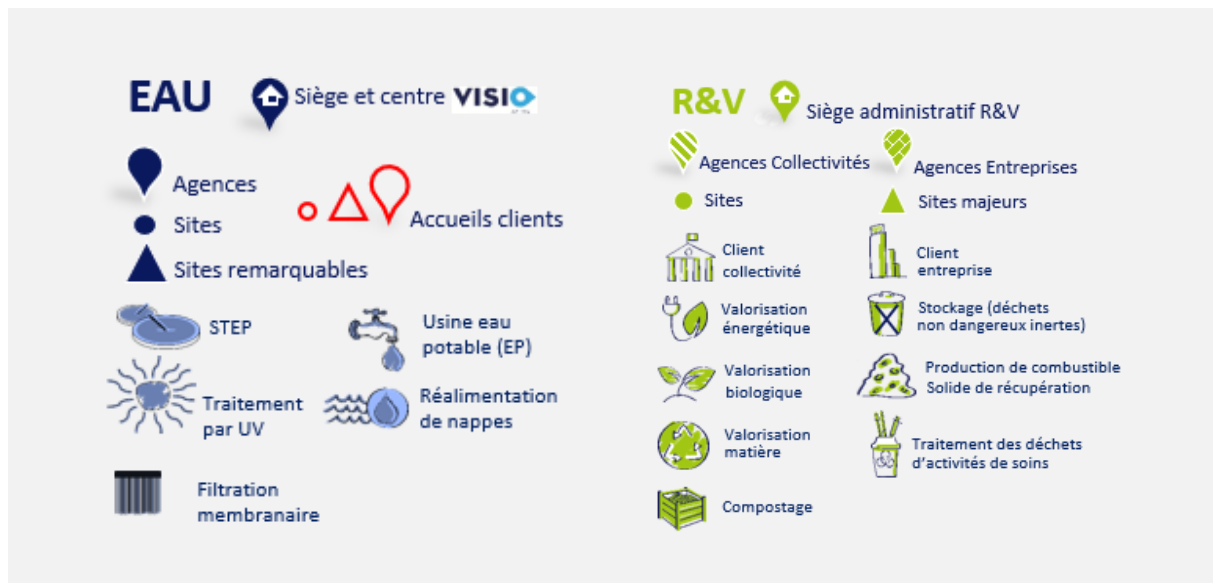 EAU
Siège et centre VISIO
Agences
Sites
Accueils clients
Sites remarquables
STEP
Usine eau
potable (EP)
Traitement
par UV
Réalimentation
de nappes
Filtration
membranaire
R&V
Siège administratif R&V
Agences Collectivités
Agences Entreprises
Sites
Sites majeurs
Client
collectivité
Client
entreprise
Valorisation
énergétique
Stockage (déchets
non dangereux inertes)
Valorisation
biologique
Production de combustible
Solide de récupération
Valorisation
matière
Traitement des déchets
d'activités de soins
Compostage